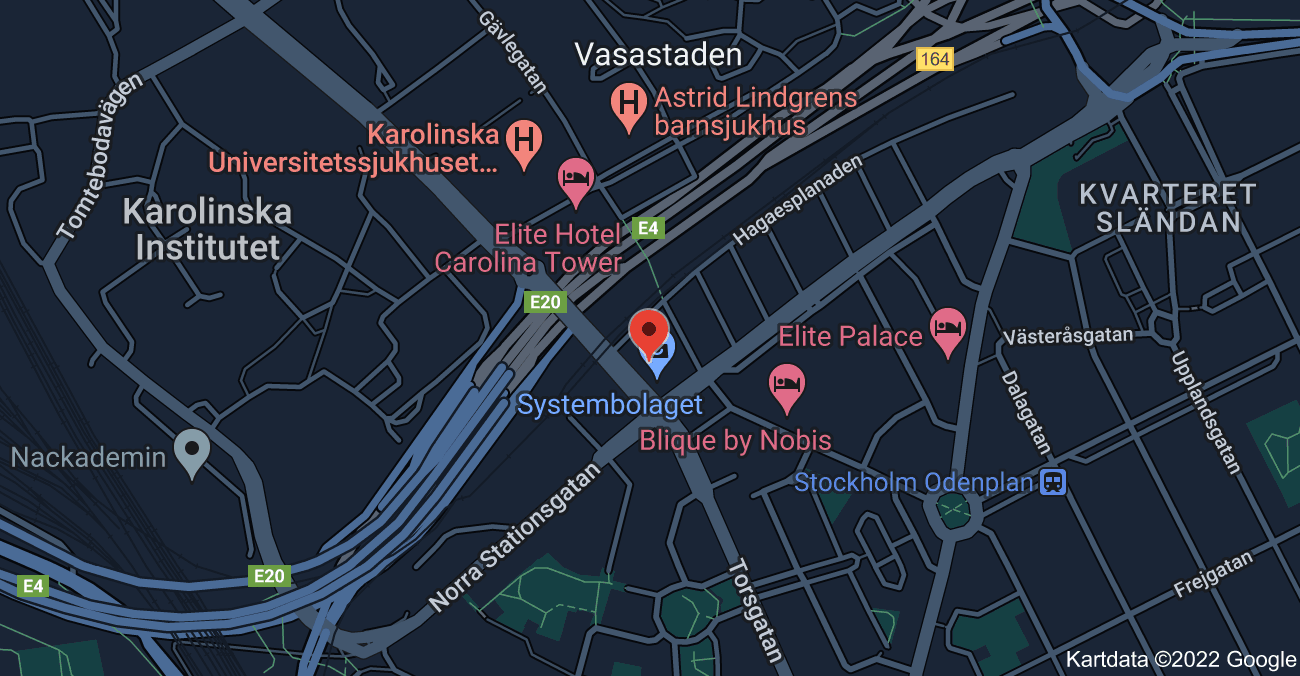 Gävlegatan
Vasastaden
164
Astrid Lindgrens
barnsjukhus
Karolinska
Universitetssjukhuset...
Tomtebodavägen
Hagaesplanaden
KVARTERET
SLÄNDAN
Karolinska
Institutet
E4
Elite Hotel
Carolina Tower
E20
Elite Palace
Västeråsgatan
Systembolaget
Dalagatan
Upplandsgatan
Blique by Nobis
Nackademin
Stockholm Odenplan
Norra Stationsgatan
E20
E4
Torsgatan
Frejgatan
Kartdata ©2022 Google